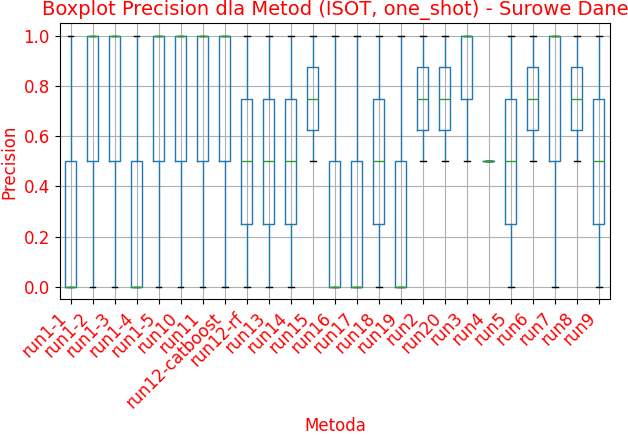 Boxplot Precision dla Metod (ISOT, one_shot) - Surowe Dane
1.0
0.8
0.6
0.4
0.2
0.0
Precision
run1-1
run1-2
run1-3
run1-4
run1-5
run10
run11
run12-catboost
run12-rf
run13
run14
run15
run16
run17
run18
run19
run2
run20
run3
run4
run5
run6
run7
run8
run9
Metoda